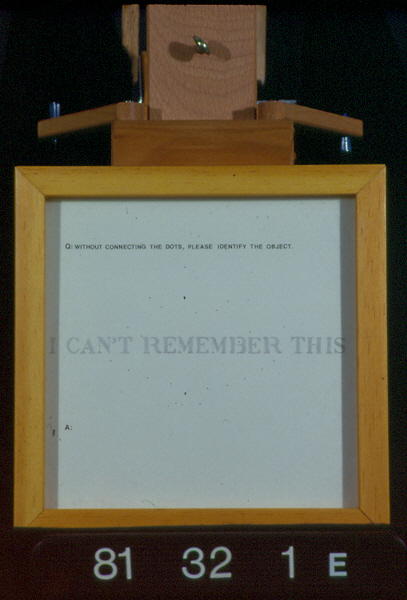 Q: WITHOUT CONNECTING THE DOTS, PLEASE IDENTIFY THE OBJECT.
I CAN'T REMEMBER THIS
A:
81 32 1 E